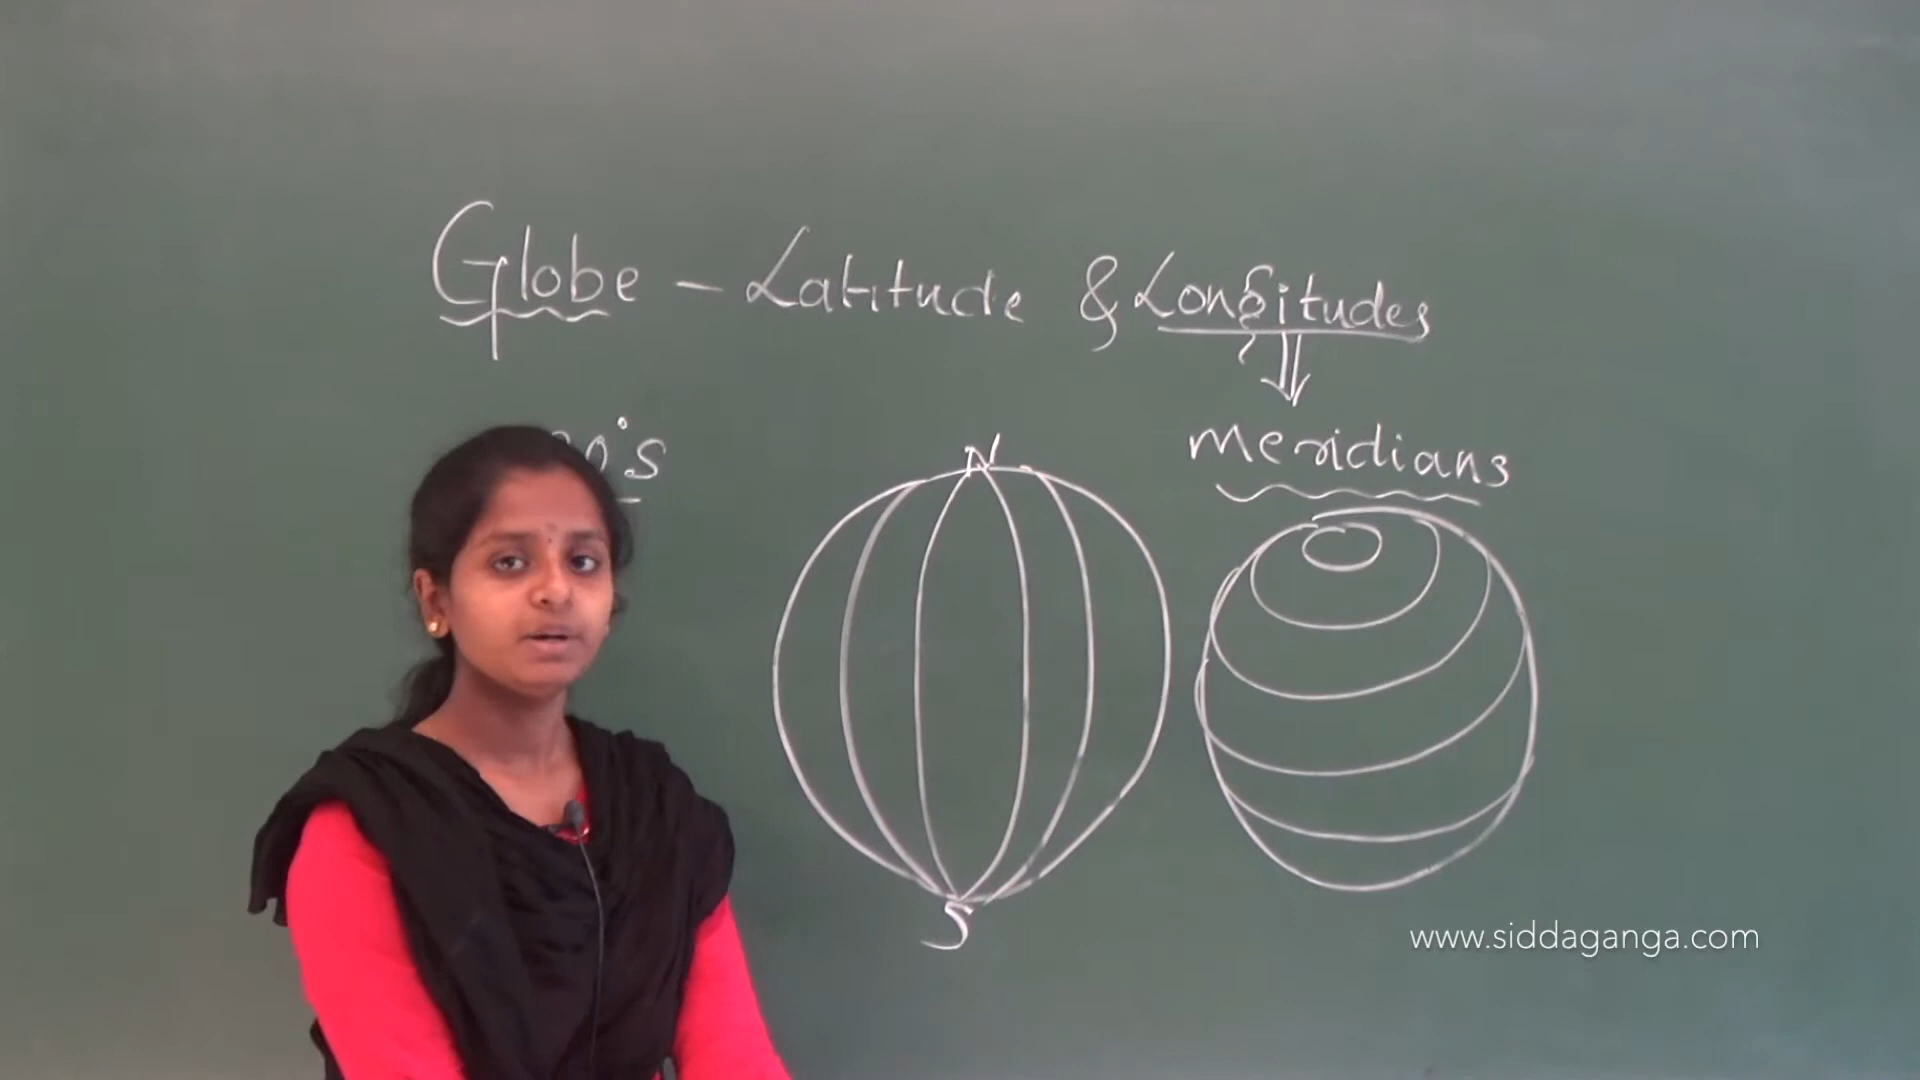 Globe – Latitude & Longitudes
Meridians
N
S
www.siddaganga.com